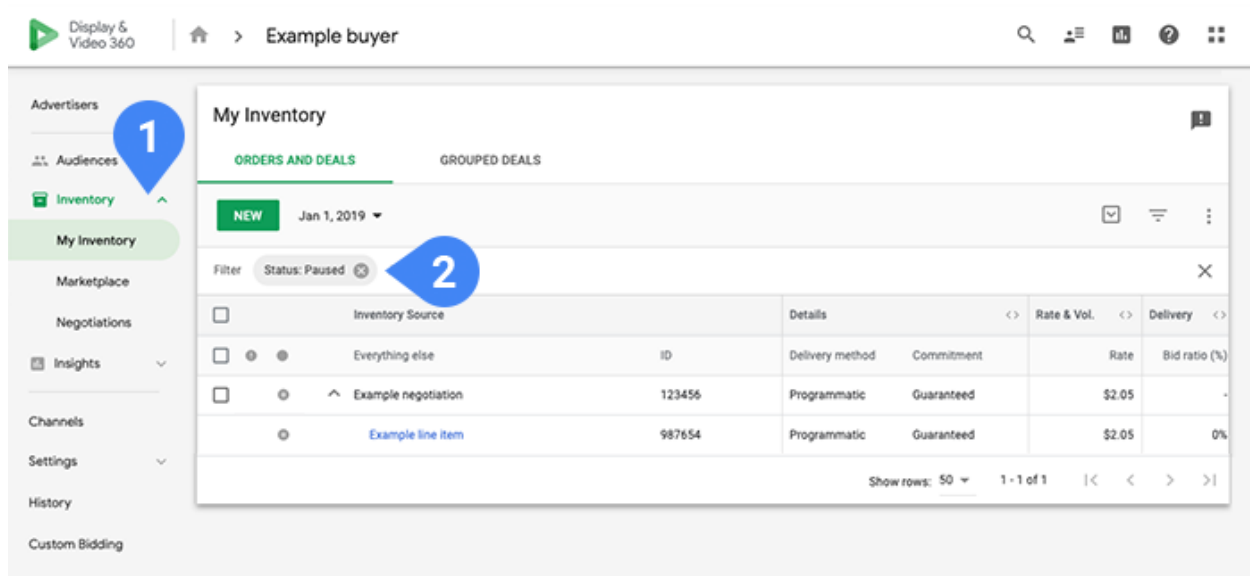 Display &
Video 360
Example buyer
Advertisers
Audiences
Inventory
My Inventory
Marketplace
Negotiations
Insights
Channels
Settings
History
Custom Bidding
1
My Inventory
ORDERS AND DEALS GROUPED DEALS
NEW Jan 1, 2019
Filter Status: Paused 2
Inventory Source Details <> Rate & Vol. <> Delivery <>
Everything else ID Delivery method Commitment Rate Bid ratio (%)
Example negotiation 123456 Programmatic Guaranteed $2.05 -
Example line item 987654 Programmatic Guaranteed $2.05 0%
Show rows: 50 1 - 1 of 1 |< < > >|